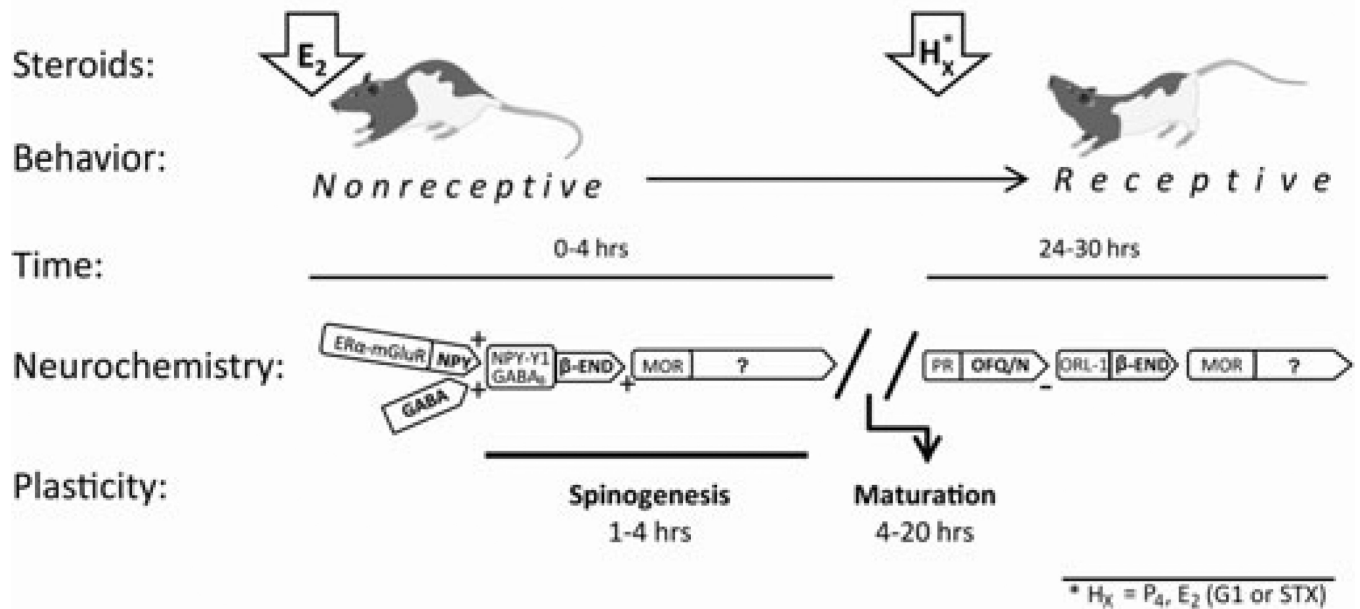 Steroids:
E₂
Hₓ*
Behavior:
Nonreceptive
Receptive
Time:
0-4 hrs
24-30 hrs
Neurochemistry:
ERα-mGluR NPY +
GABA +
NPY-Y1 β-END +
GABA_B
MOR ?
PR OFQ/N -
ORL-1 β-END
MOR ?
Plasticity:
Spinogenesis
1-4 hrs
Maturation
4-20 hrs
* Hₓ = P₄, E₂ (G1 or STX)